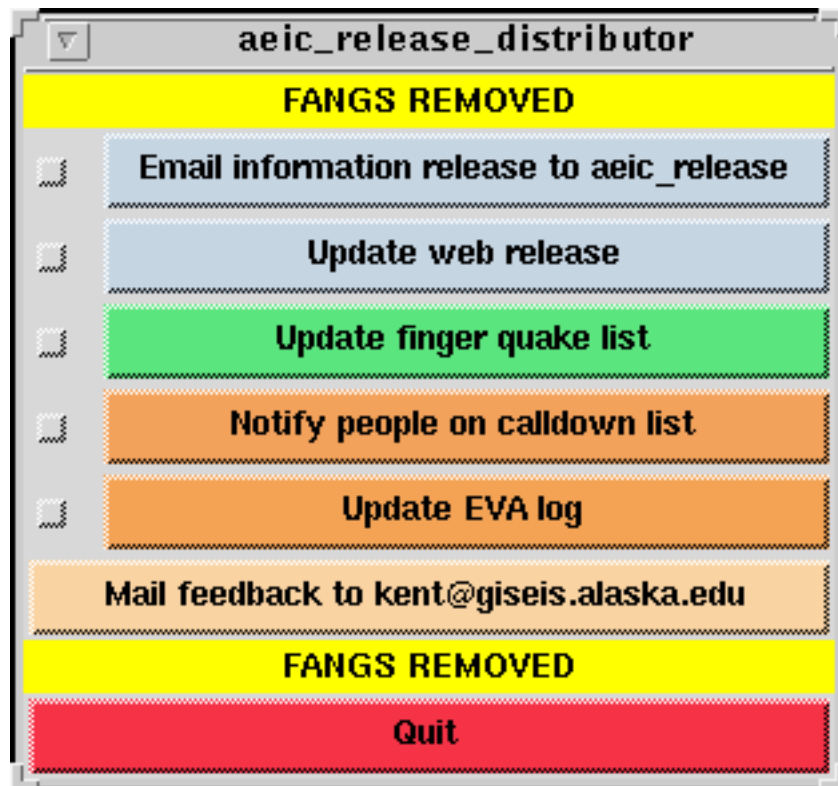 aeic_release_distributor
FANGS REMOVED
Email information release to aeic_release
Update web release
Update finger quake list
Notify people on calldown list
Update EVA log
Mail feedback to kent@giseis.alaska.edu
FANGS REMOVED
Quit